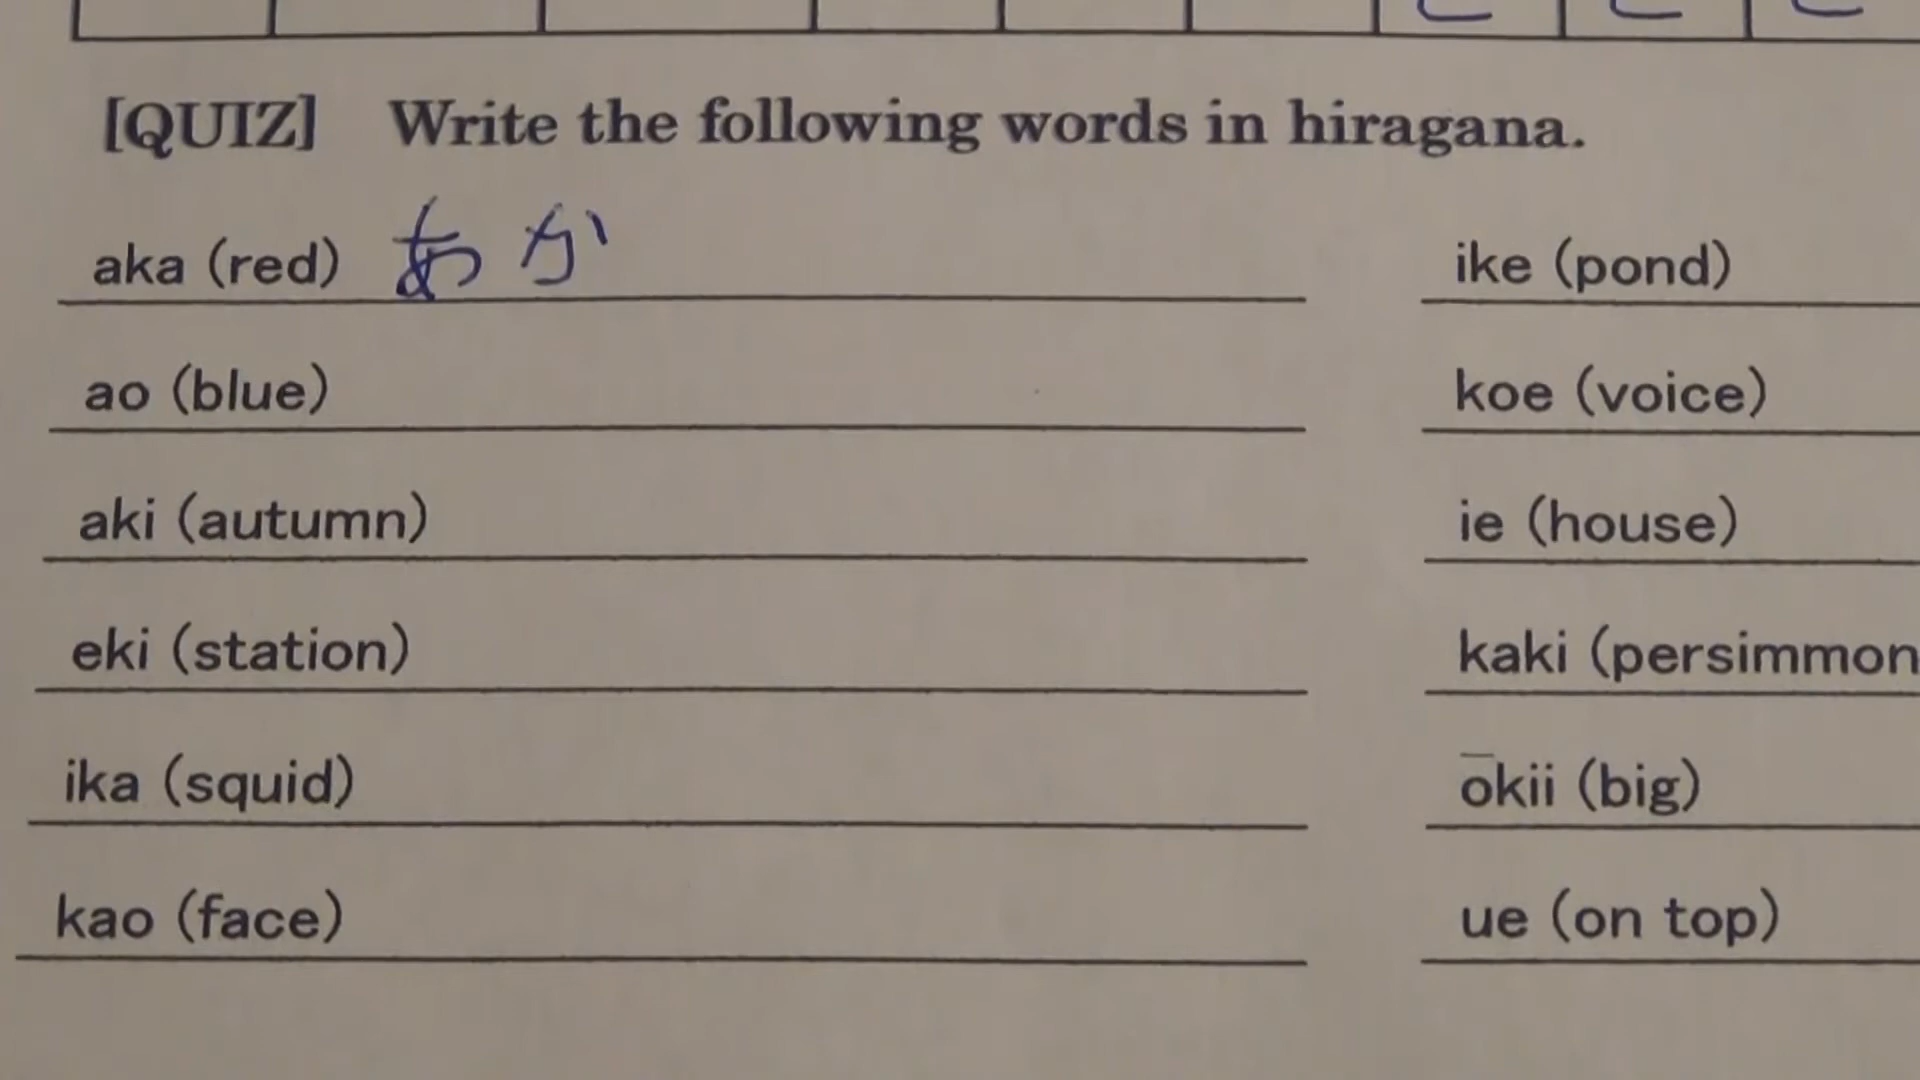 [QUIZ] Write the following words in hiragana.
aka (red) あか
ao (blue)
aki (autumn)
eki (station)
ika (squid)
kao (face)
ike (pond)
koe (voice)
ie (house)
kaki (persimmon
ōkii (big)
ue (on top)